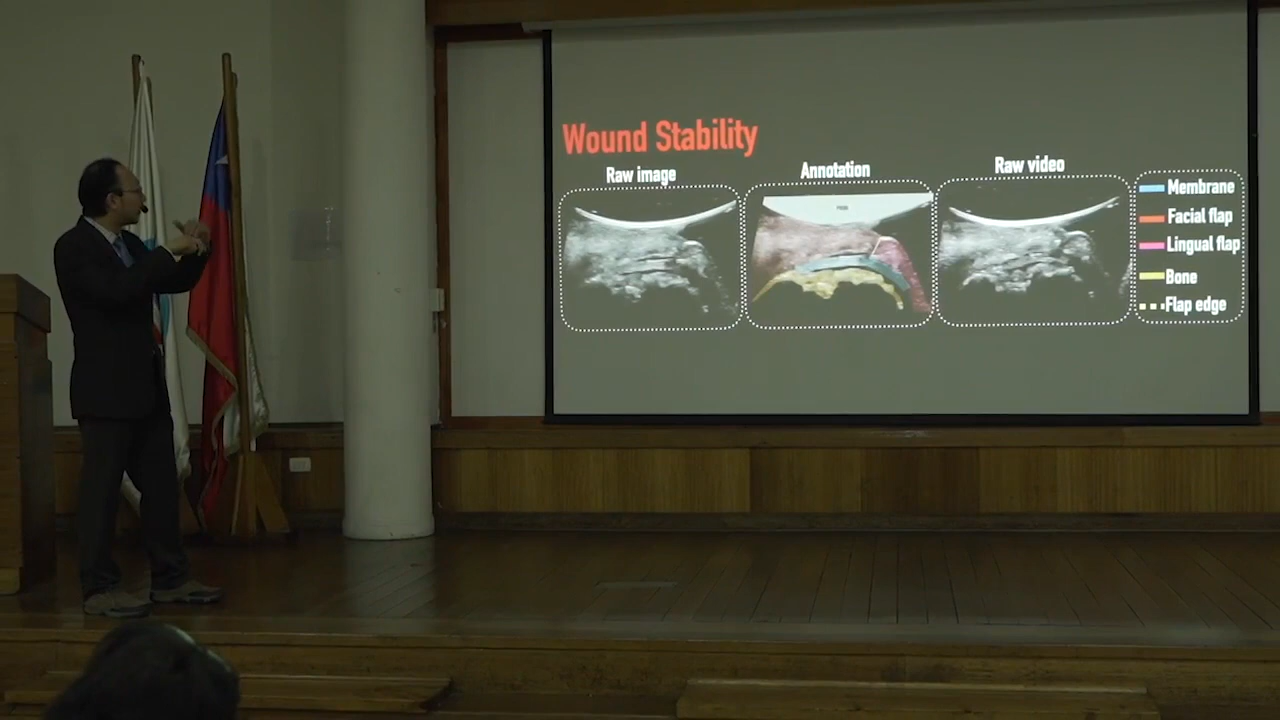 Wound Stability
Raw image
Annotation
Raw video
Membrane
Facial flap
Lingual flap
Bone
Flap edge